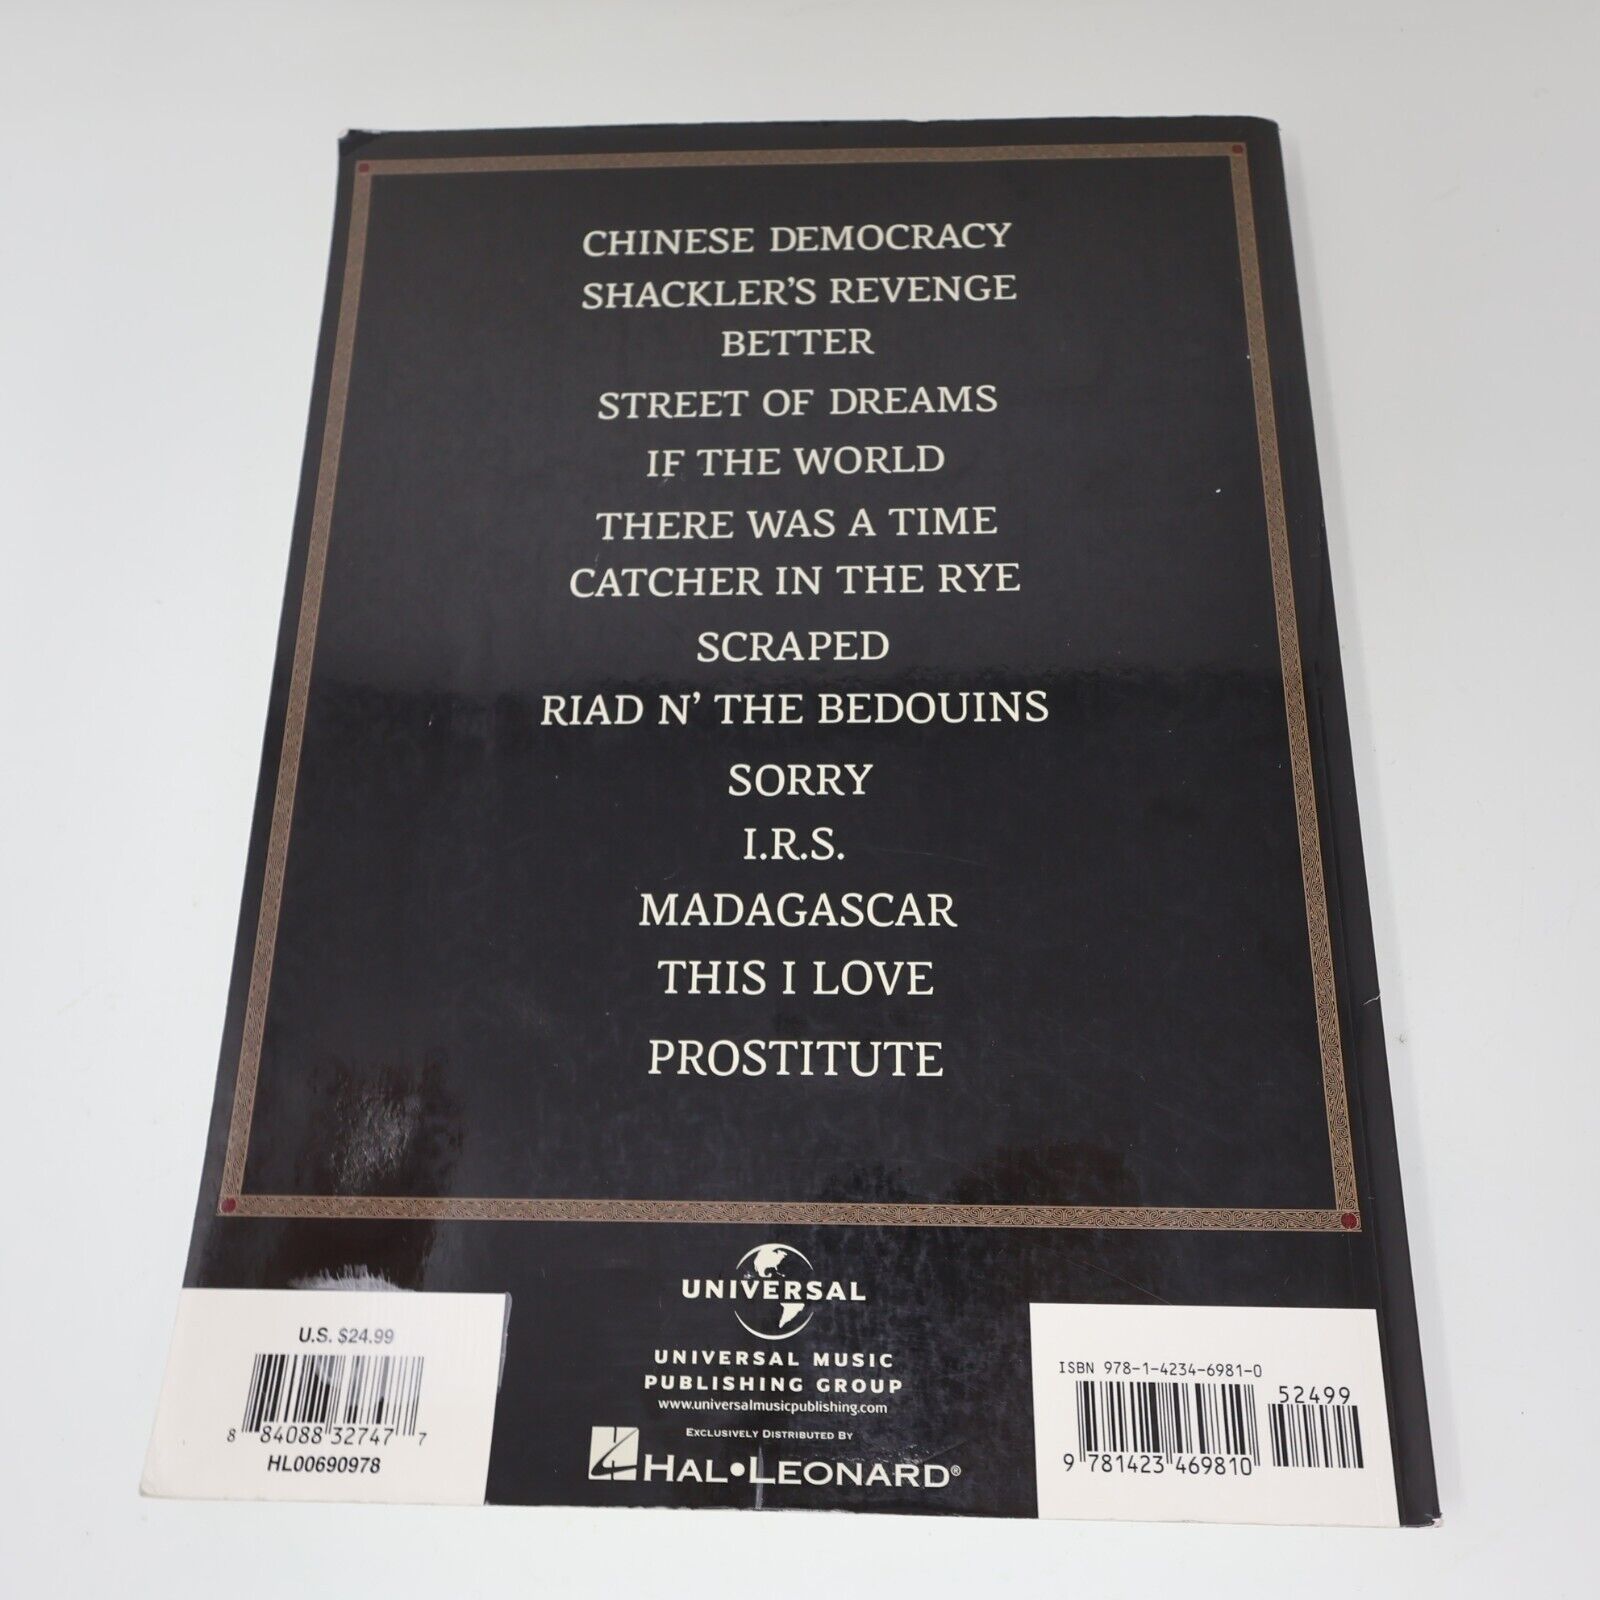 CHINESE DEMOCRACY
SHACKLER'S REVENGE
BETTER
STREET OF DREAMS
IF THE WORLD
THERE WAS A TIME
CATCHER IN THE RYE
SCRAPED
RIAD N' THE BEDOUINS
SORRY
I.R.S.
MADAGASCAR
THIS I LOVE
PROSTITUTE
U.S. $24.99
8 84088 32747 7
HL00690978
UNIVERSAL
UNIVERSAL MUSIC
PUBLISHING GROUP
www.universalmusicpublishing.com
EXCLUSIVELY DISTRIBUTED BY
HAL•LEONARD®
ISBN 978-1-4234-6981-0
52499
9 781423 469810